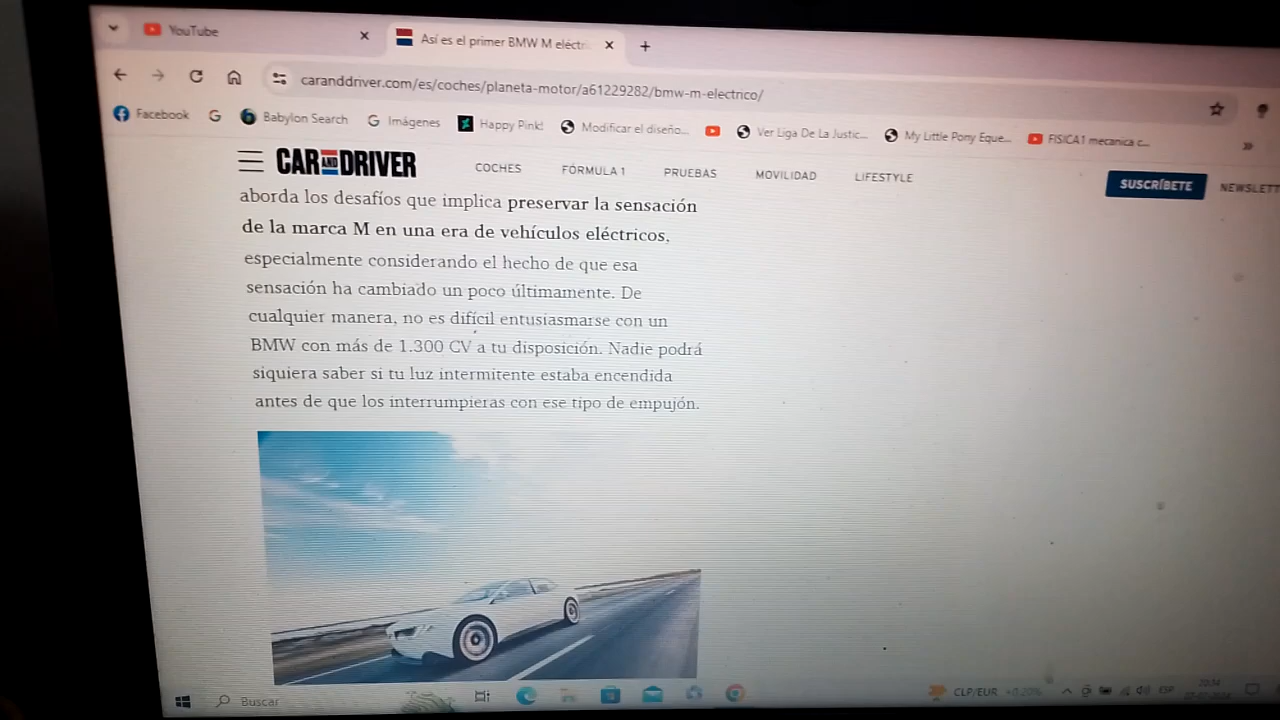 YouTube
Así es el primer BMW M eléctri
caranddriver.com/es/coches/planeta-motor/a61229282/bmw-m-electrico/
Facebook
Babylon Search
Imágenes
Happy Pink!
Modificar el diseño...
Ver Liga De La Justic...
My Little Pony Eque...
FISICA1 mecanica c...
CAR AND DRIVER
COCHES
FÓRMULA 1
PRUEBAS
MOVILIDAD
LIFESTYLE
SUSCRÍBETE
NEWSLETT
aborda los desafíos que implica preservar la sensación
de la marca M en una era de vehículos eléctricos,
especialmente considerando el hecho de que esa
sensación ha cambiado un poco últimamente. De
cualquier manera, no es difícil entusiasmarse con un
BMW con más de 1.300 CV a tu disposición. Nadie podrá
siquiera saber si tu luz intermitente estaba encendida
antes de que los interrumpieras con ese tipo de empujón.
Buscar
CLP/EUR +0,20%
ESP